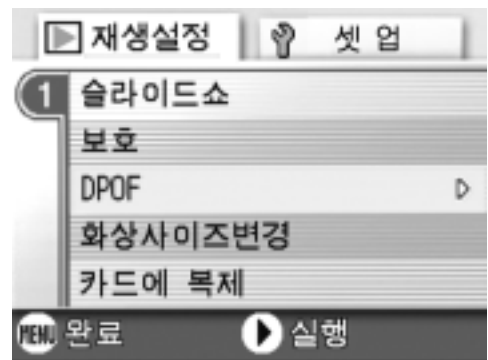 재생설정 셋 업
1 슬라이드쇼
보호
DPOF
화상사이즈변경
카드에 복제
MENU 완료 실행